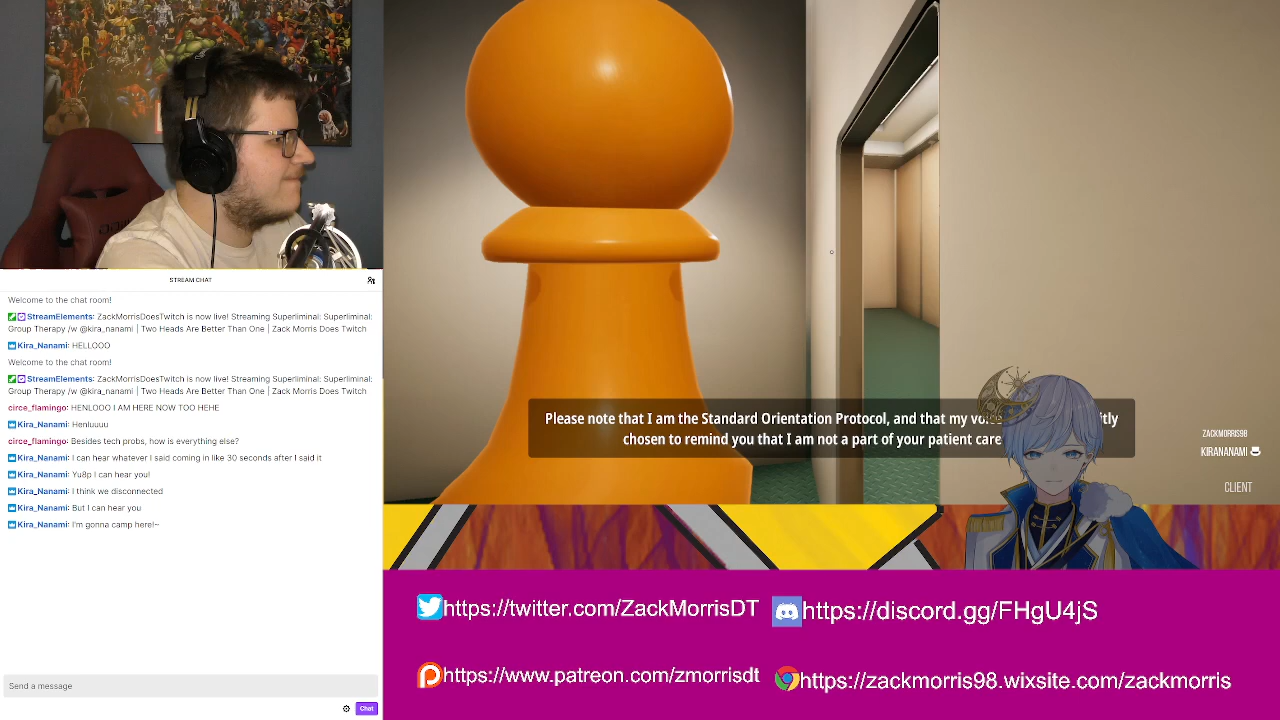 STREAM CHAT
Welcome to the chat room!
StreamElements: ZackMorrisDoesTwitch is now live! Streaming Superliminal: Superliminal:
Group Therapy /w @kira_nanami | Two Heads Are Better Than One | Zack Morris Does Twitch
Kira_Nanami: HELLOOO
Welcome to the chat room!
StreamElements: ZackMorrisDoesTwitch is now live! Streaming Superliminal: Superliminal:
Group Therapy /w @kira_nanami | Two Heads Are Better Than One | Zack Morris Does Twitch
circe_flamingo: HENLOOO I AM HERE NOW TOO HEHE
Kira_Nanami: Henluuuu
circe_flamingo: Besides tech probs, how is everything else?
Kira_Nanami: I can hear whatever I said coming in like 30 seconds after I said it
Kira_Nanami: Yu8p I can hear you!
Kira_Nanami: I think we disconnected
Kira_Nanami: But I can hear you
Kira_Nanami: I'm gonna camp here!~
Send a message
Chat
Please note that I am the Standard Orientation Protocol, and that my
chosen to remind you that I am not a part of your patient care
ZACKMORRIS98
KIRANANAMI
CLIENT
https://twitter.com/ZackMorrisDT
https://discord.gg/FHgU4jS
https://www.patreon.com/zmorrisdt
https://zackmorris98.wixsite.com/zackmorris